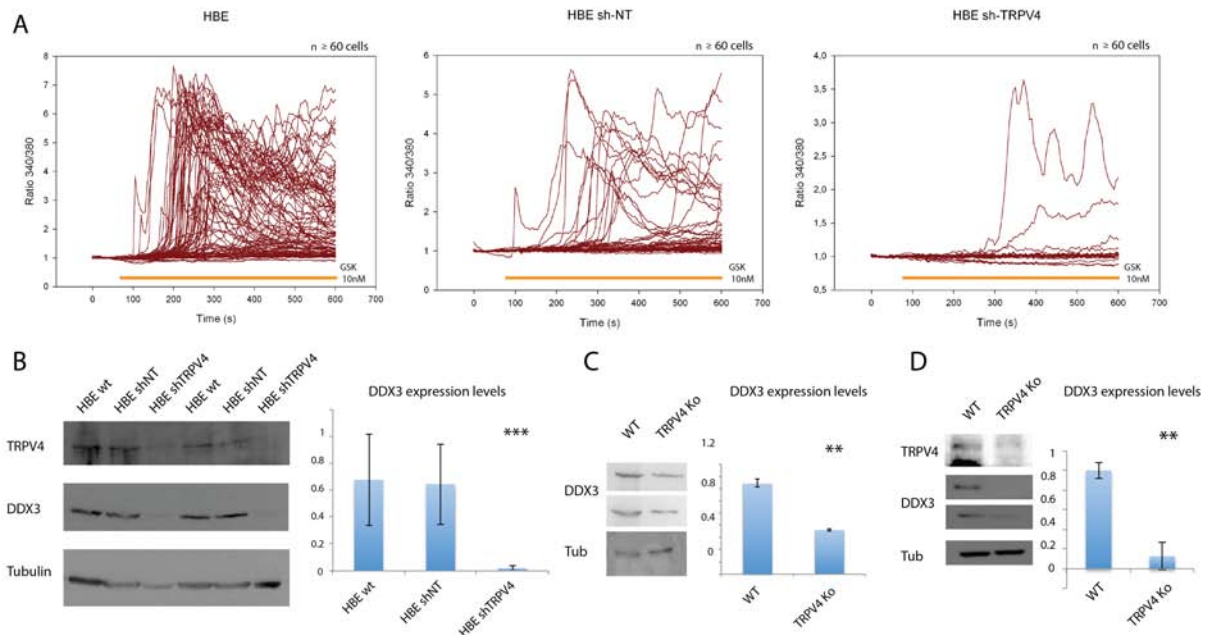 A
HBE
n ≥ 60 cells
Ratio 340/380
8
7
6
5
4
3
2
1
0
GSK
10nM
0 100 200 300 400 500 600 700
Time (s)
HBE sh-NT
n ≥ 60 cells
Ratio 340/380
6
5
4
3
2
1
0
GSK
10nM
0 100 200 300 400 500 600 700
Time (s)
HBE sh-TRPV4
n ≥ 60 cells
Ratio 340/380
4,0
3,5
3,0
2,5
2,0
1,5
1,0
0,5
GSK
10nM
0 100 200 300 400 500 600 700
Time (s)
B
HBE wt
HBE shNT
HBE shTRPV4
HBE wt
HBE shNT
HBE shTRPV4
TRPV4
DDX3
Tubulin
DDX3 expression levels
1
0.8
0.6
0.4
0.2
0
***
HBE wt
HBE shNT
HBE shTRPV4
C
WT
TRPV4 Ko
DDX3
Tub
DDX3 expression levels
1.2
0.8
0.4
0
**
WT
TRPV4 Ko
D
WT
TRPV4 Ko
TRPV4
DDX3
Tub
DDX3 expression levels
1
0.8
0.6
0.4
0.2
0
**
WT
TRPV4 Ko